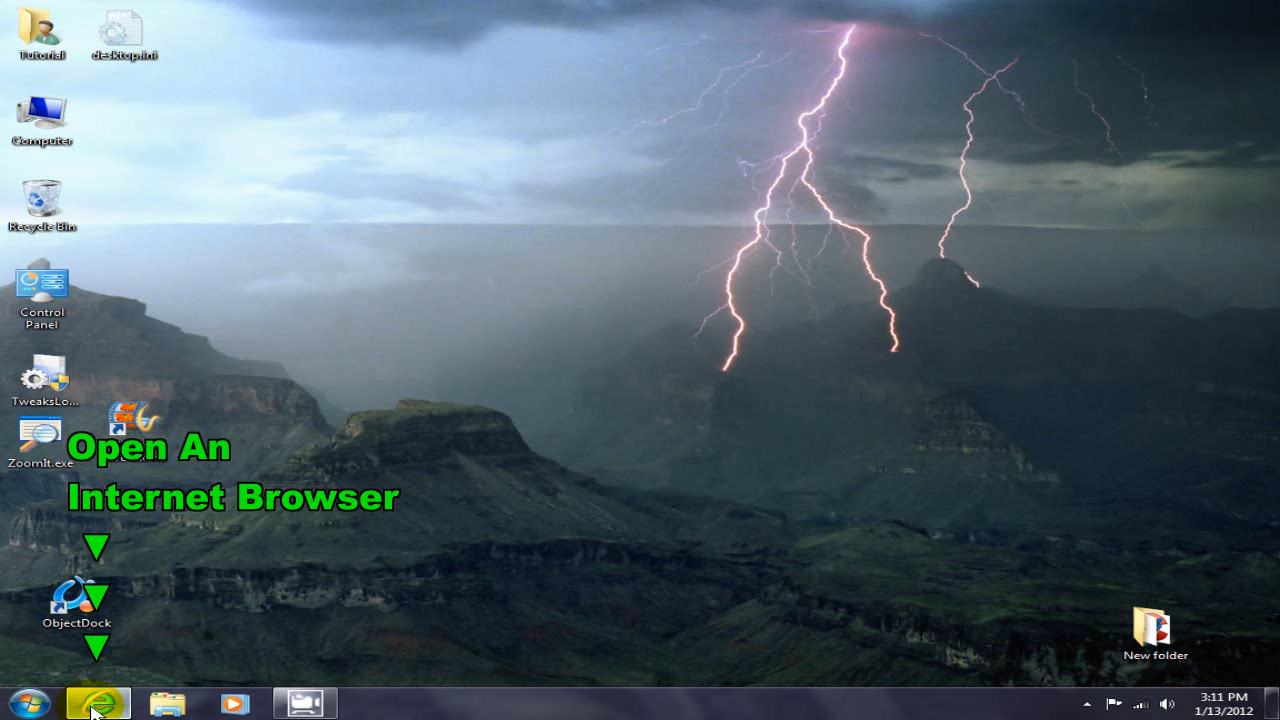 Tutorial
desktop.ini
Computer
Recycle Bin
Control
Panel
TweaksLo...
ZoomIt.exe
Open An
Internet Browser
ObjectDock
New folder
3:11 PM
1/13/2012